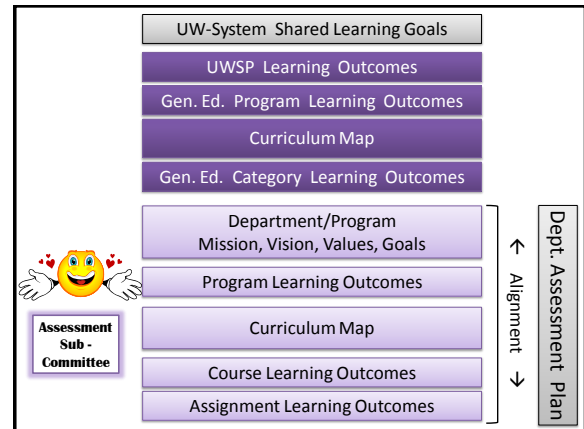 UW-System Shared Learning Goals
UWSP Learning Outcomes
Gen. Ed. Program Learning Outcomes
Curriculum Map
Gen. Ed. Category Learning Outcomes
Department/Program
Mission, Vision, Values, Goals
Program Learning Outcomes
Curriculum Map
Course Learning Outcomes
Assignment Learning Outcomes
Assessment
Sub -
Committee
← Alignment →
Dept. Assessment Plan